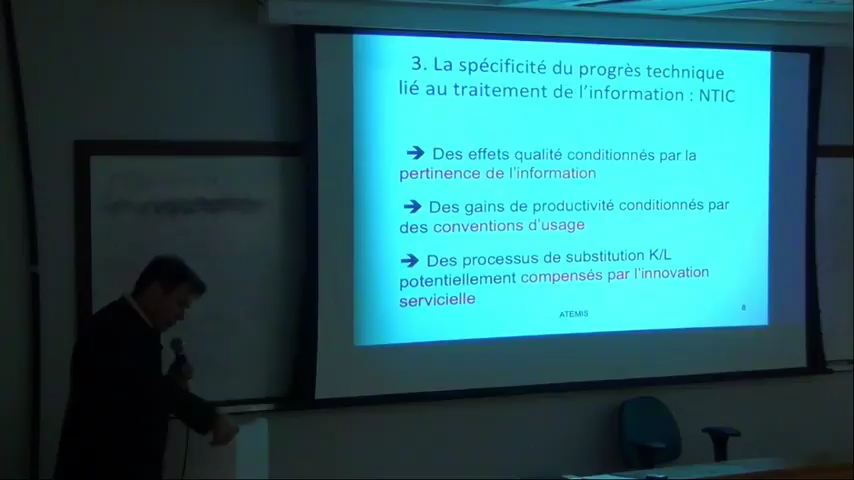 3. La spécificité du progrès technique
lié au traitement de l'information : NTIC
➔ Des effets qualité conditionnés par la
pertinence de l'information
➔ Des gains de productivité conditionnés par
des conventions d'usage
➔ Des processus de substitution K/L
potentiellement compensés par l'innovation
servicielle
ATEMIS
8